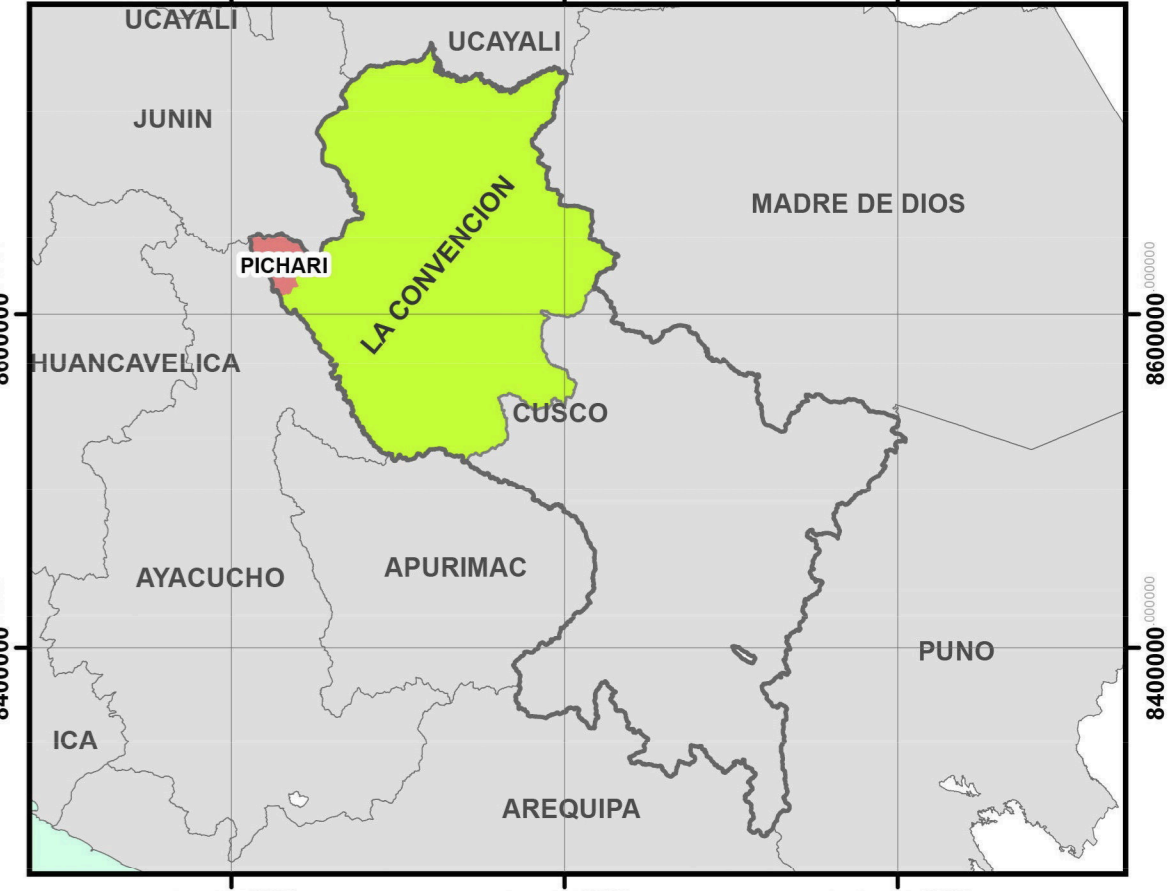 UCAYALI
UCAYALI
JUNIN
MADRE DE DIOS
PICHARI
LA CONVENCION
8600000
HUANCAVELICA
CUSCO
APURIMAC
AYACUCHO
PUNO
8400000
ICA
AREQUIPA